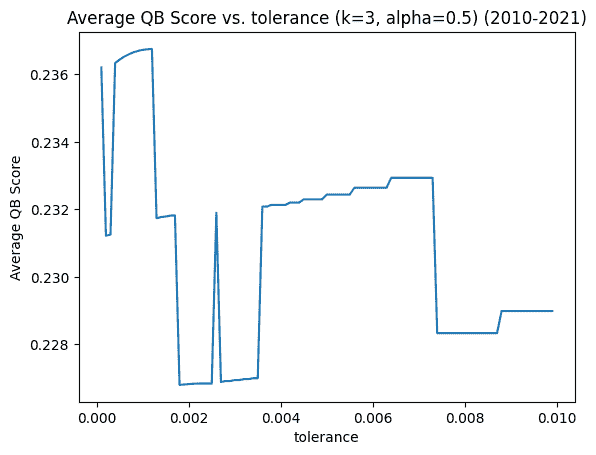 Average QB Score vs. tolerance (k=3, alpha=0.5) (2010-2021)
Average QB Score
0.236
0.234
0.232
0.230
0.228
0.000 0.002 0.004 0.006 0.008 0.010
tolerance